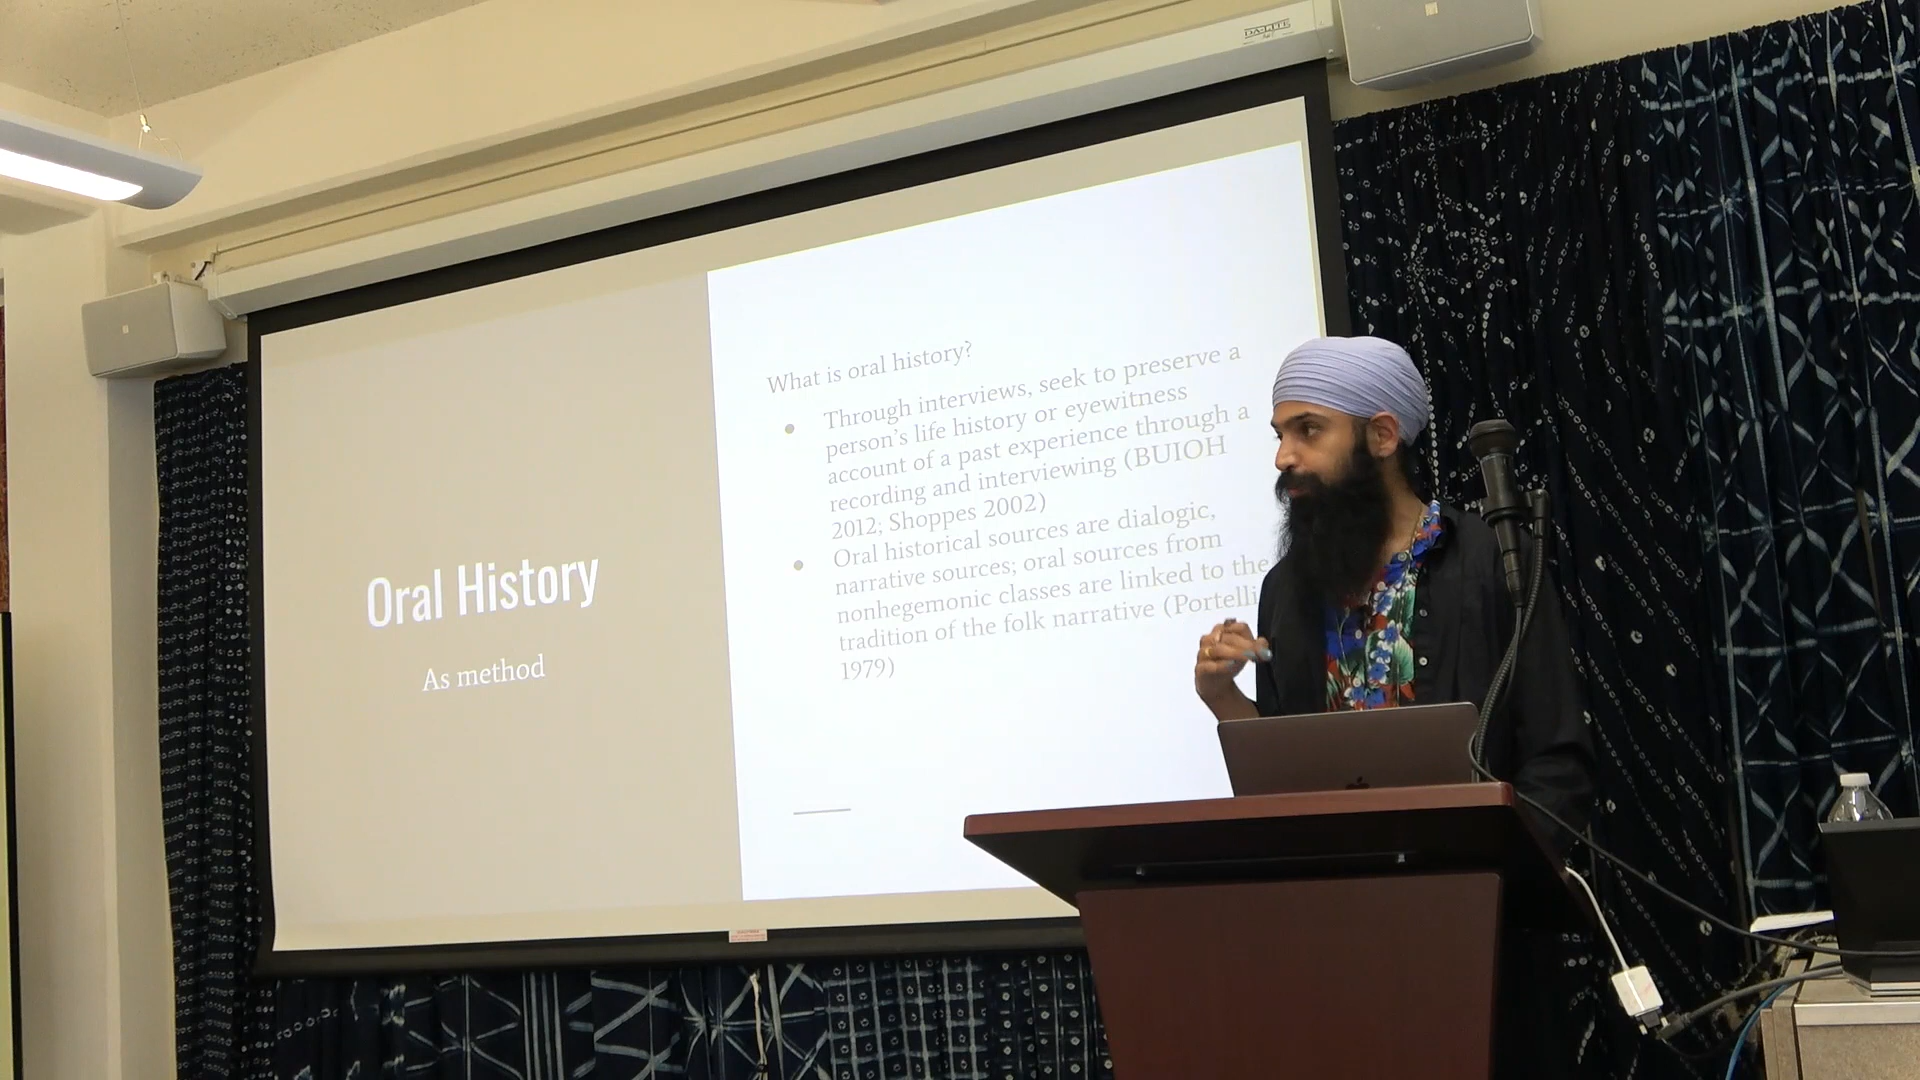 DA-LITE
Oral History
As method
What is oral history?
● Through interviews, seek to preserve a
person's life history or eyewitness
account of a past experience through a
recording and interviewing (BUIOH
2012; Shoppes 2002)
● Oral historical sources are dialogic,
narrative sources; oral sources from
nonhegemonic classes are linked to the
tradition of the folk narrative (Portelli
1979)